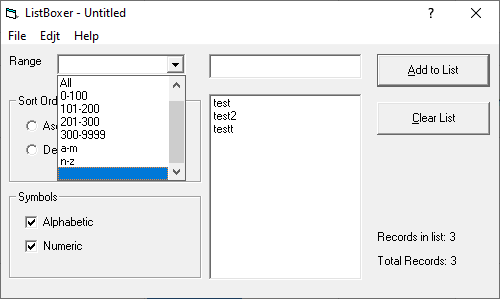 ListBoxer - Untitled
File Edjt Help
Range
Add to List
All
0-100
101-200
201-300
300-9999
a-m
n-z
test
test2
testt
Clear List
Symbols
Alphabetic
Numeric
Records in list: 3
Total Records: 3
Sort Ord
As
De